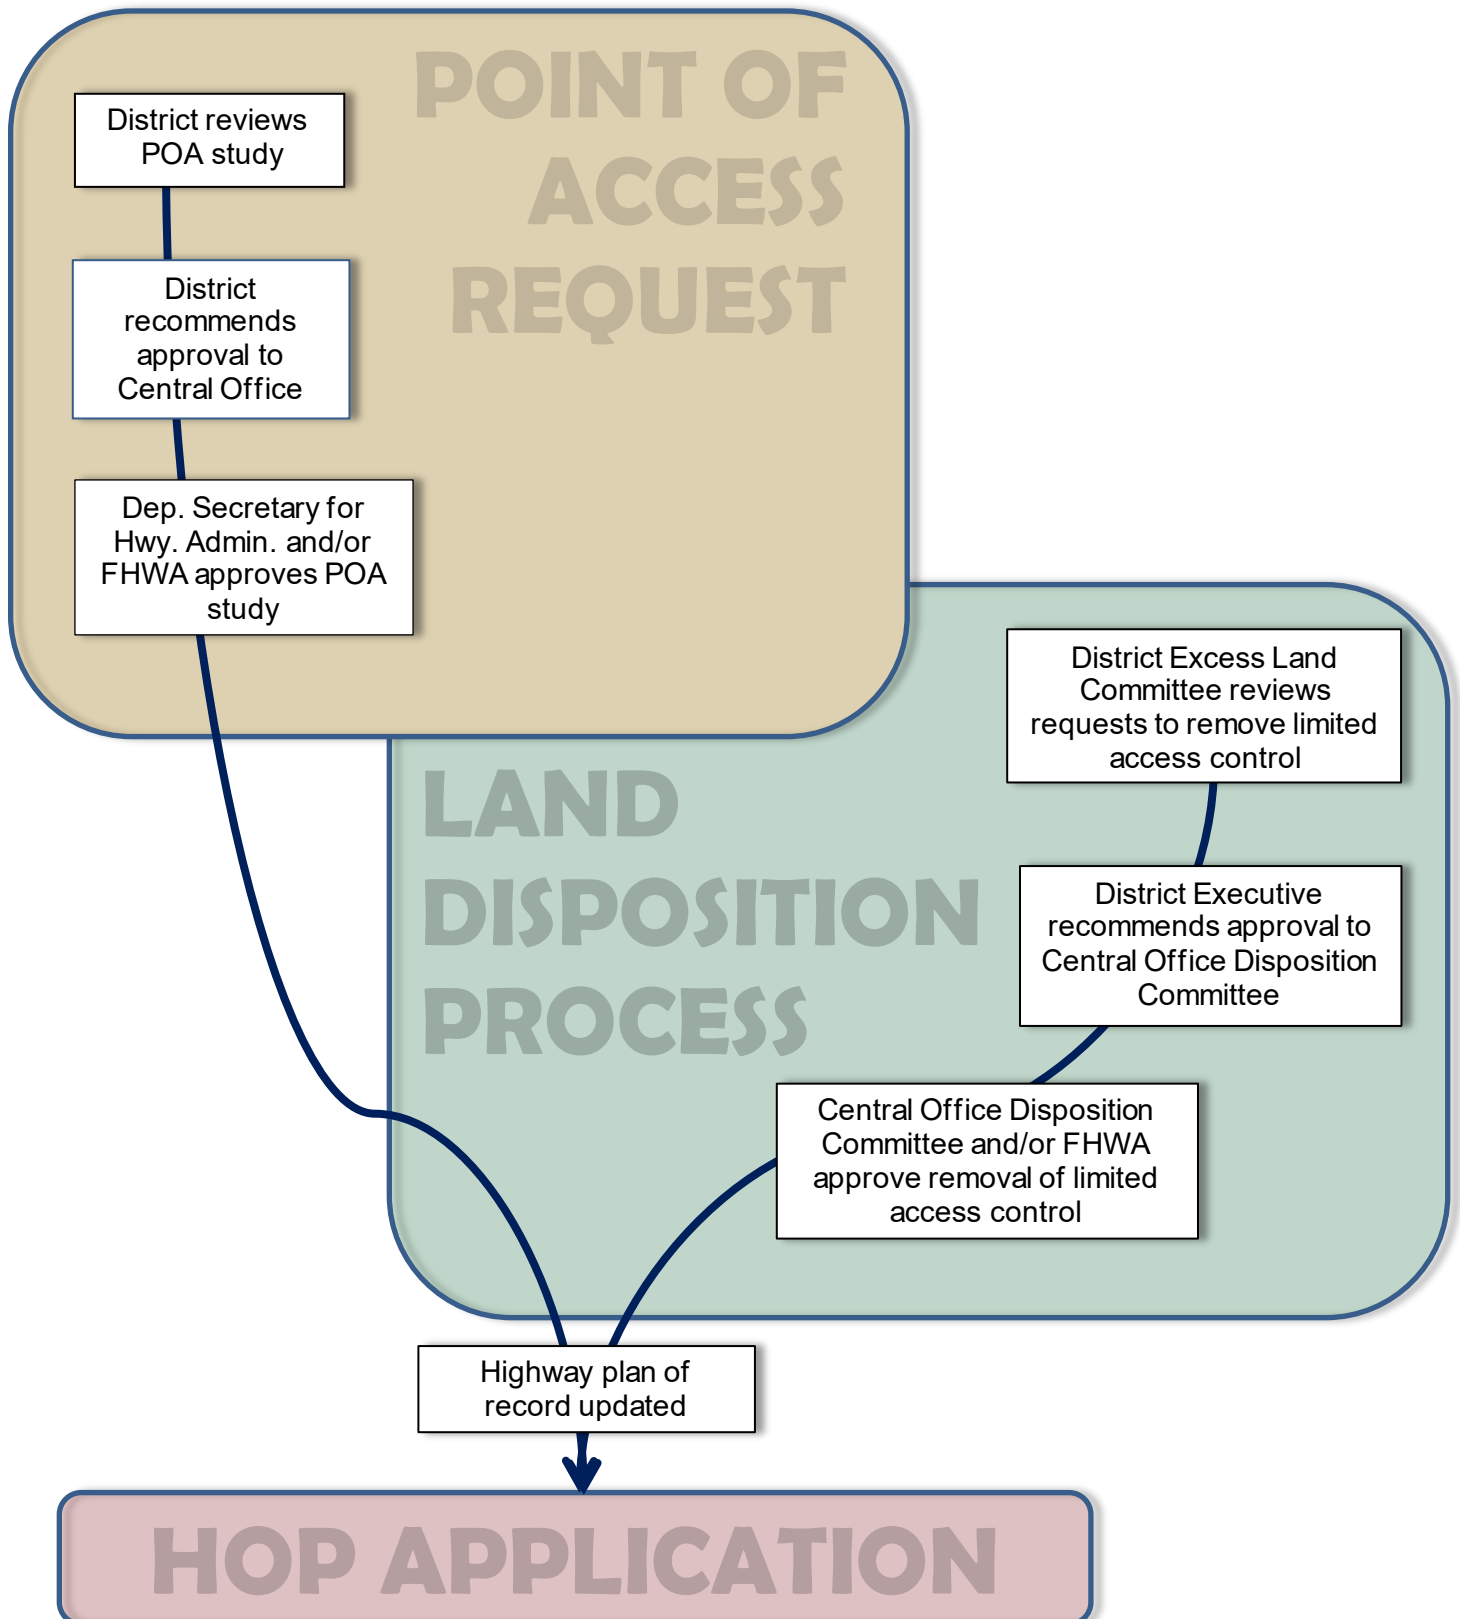 POINT OF
ACCESS
REQUEST
District reviews
POA study
District
recommends
approval to
Central Office
Dep. Secretary for
Hwy. Admin. and/or
FHWA approves POA
study
LAND
DISPOSITION
PROCESS
District Excess Land
Committee reviews
requests to remove limited
access control
District Executive
recommends approval to
Central Office Disposition
Committee
Central Office Disposition
Committee and/or FHWA
approve removal of limited
access control
Highway plan of
record updated
HOP APPLICATION